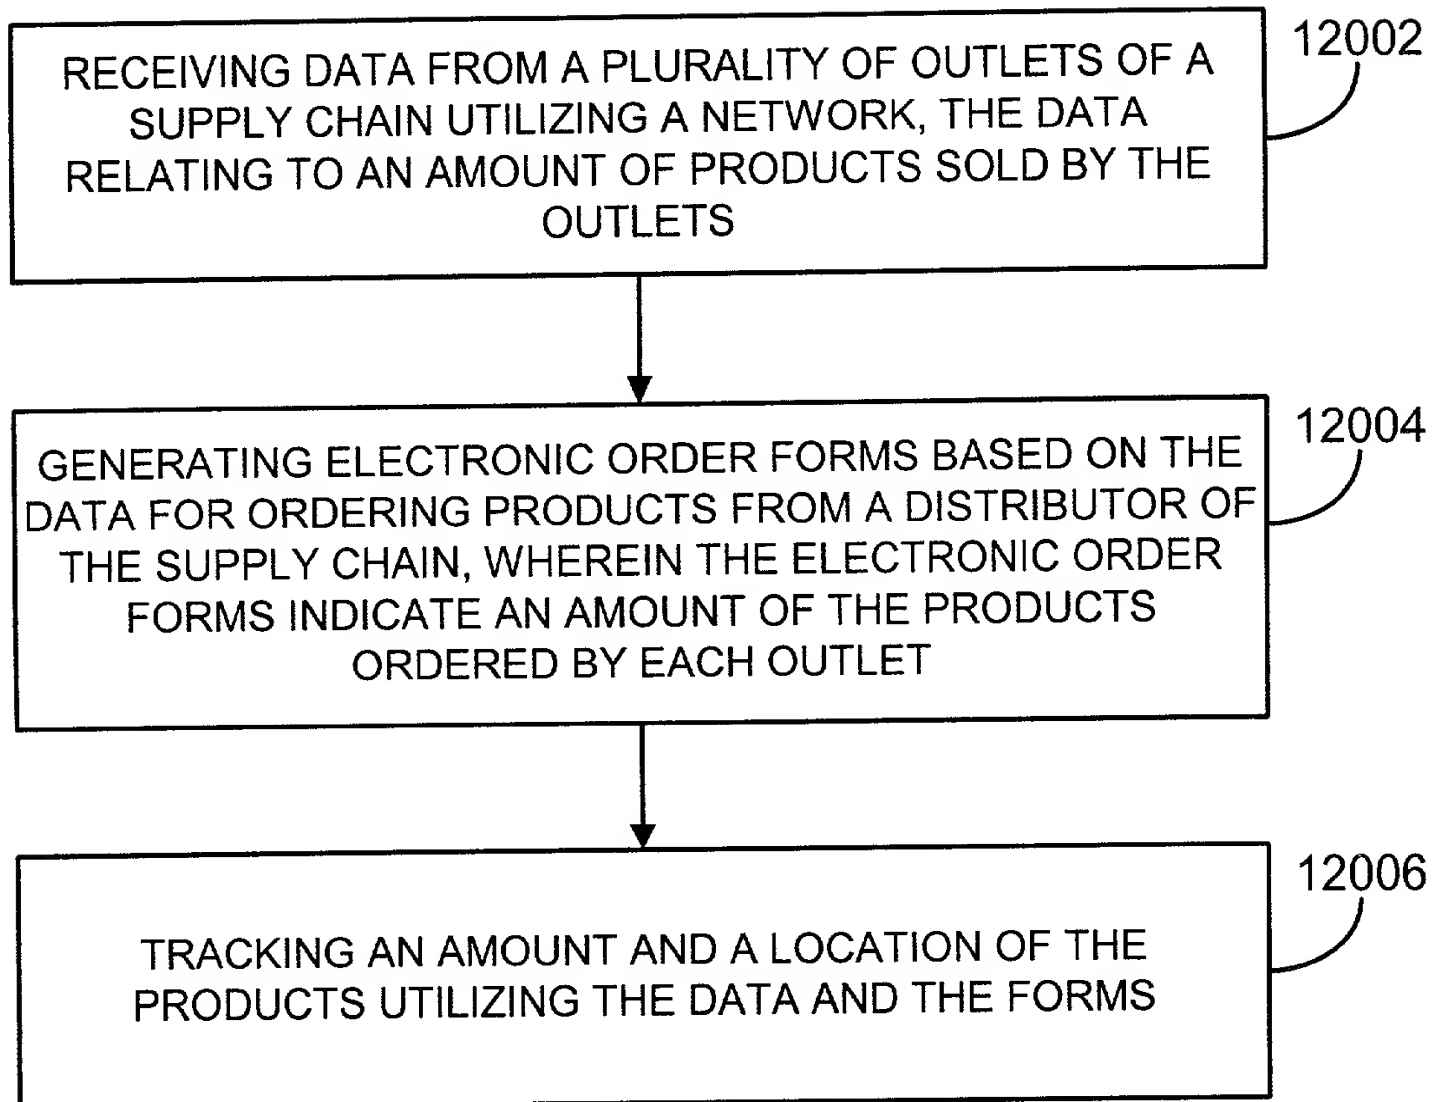 12002
RECEIVING DATA FROM A PLURALITY OF OUTLETS OF A
SUPPLY CHAIN UTILIZING A NETWORK, THE DATA
RELATING TO AN AMOUNT OF PRODUCTS SOLD BY THE
OUTLETS
12004
GENERATING ELECTRONIC ORDER FORMS BASED ON THE
DATA FOR ORDERING PRODUCTS FROM A DISTRIBUTOR OF
THE SUPPLY CHAIN, WHEREIN THE ELECTRONIC ORDER
FORMS INDICATE AN AMOUNT OF THE PRODUCTS
ORDERED BY EACH OUTLET
12006
TRACKING AN AMOUNT AND A LOCATION OF THE
PRODUCTS UTILIZING THE DATA AND THE FORMS